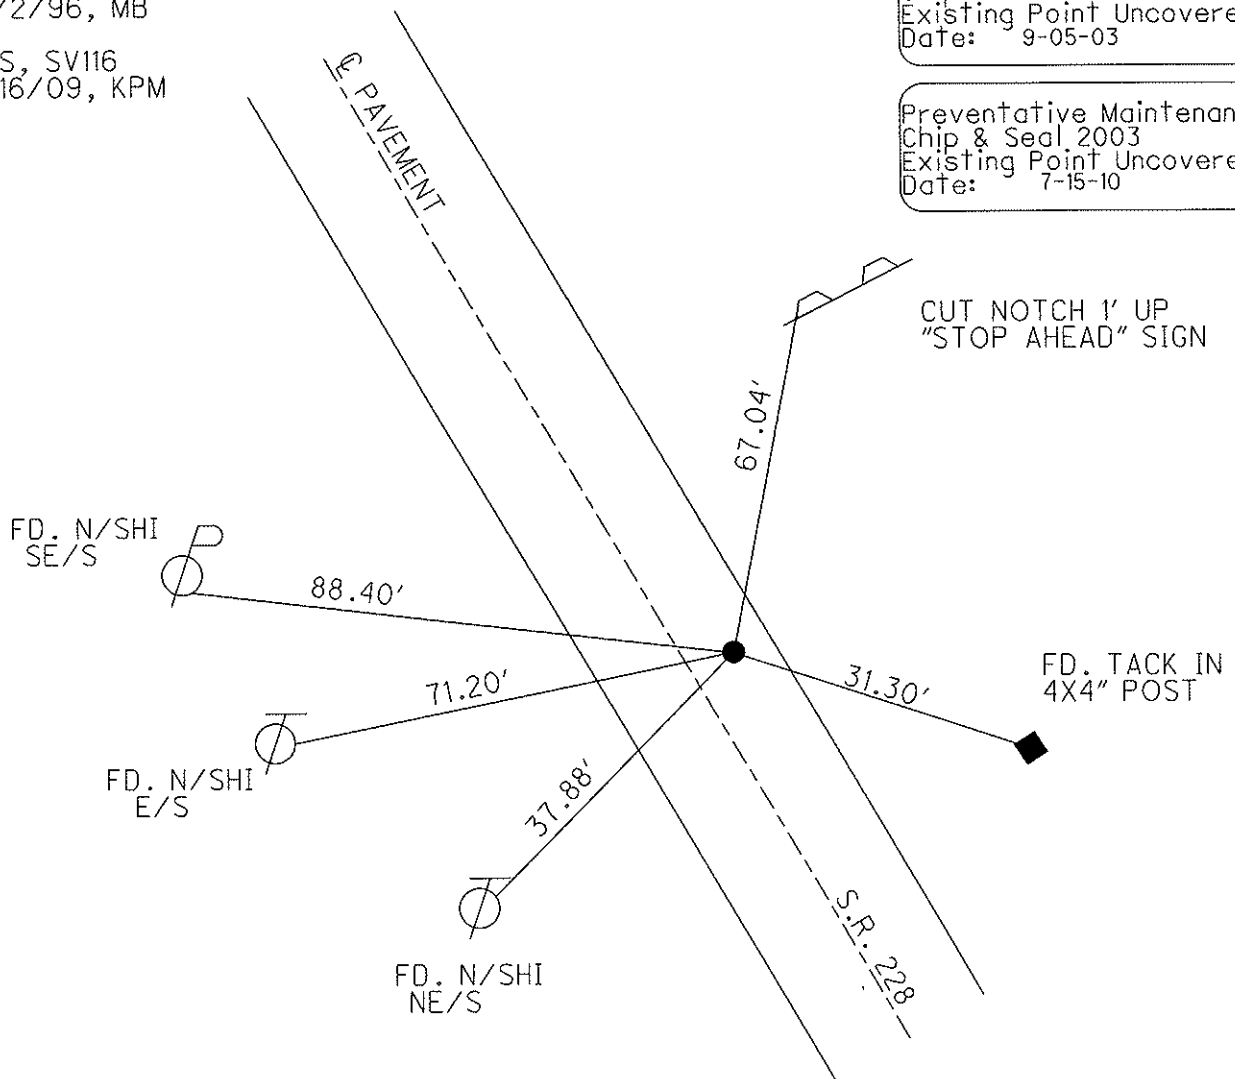 /2/96, MB
S, SV116
16/09, KPM
Existing Point Uncovere
Date: 9-05-03
Preventative Maintenan
Chip & Seal 2003
Existing Point Uncovere
Date: 7-15-10
℄ PAVEMENT
CUT NOTCH 1' UP
"STOP AHEAD" SIGN
67.04'
FD. N/SHI
SE/S
88.40'
71.20'
31.30'
FD. TACK IN
4X4" POST
FD. N/SHI
E/S
37.88'
FD. N/SHI
NE/S
S.R. 228